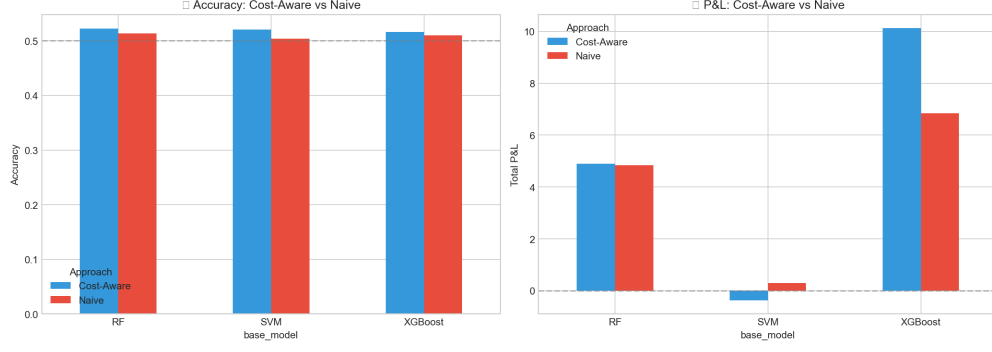 ▯ Accuracy: Cost-Aware vs Naive
Accuracy
0.5
0.5
0.4
0.3
0.2
0.1
0.0
Approach
Cost-Aware
Naive
RF
SVM
XGBoost
base_model
▯ P&L: Cost-Aware vs Naive
Approach
Cost-Aware
Naive
Total P&L
10
8
6
4
2
0
RF
SVM
XGBoost
base_model